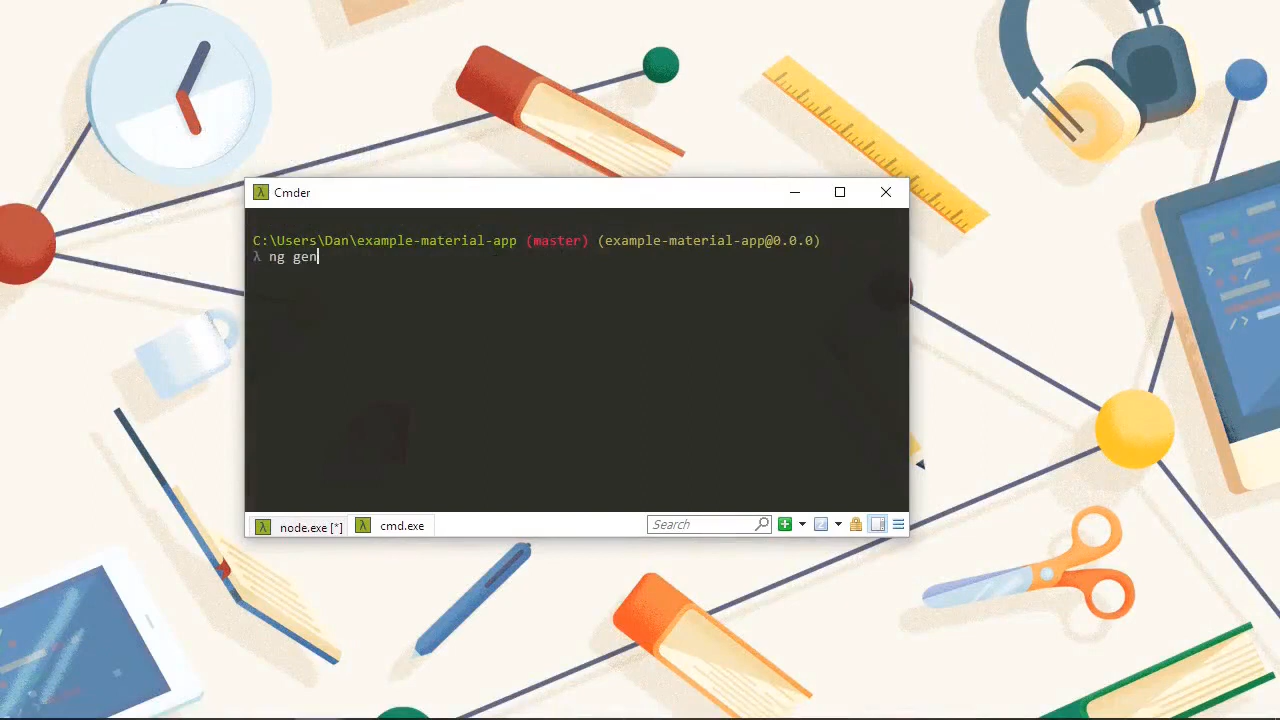 Cmder
C:\Users\Dan\example-material-app (master) (example-material-app@0.0.0)
λ ng gen
node.exe [*]
cmd.exe
Search